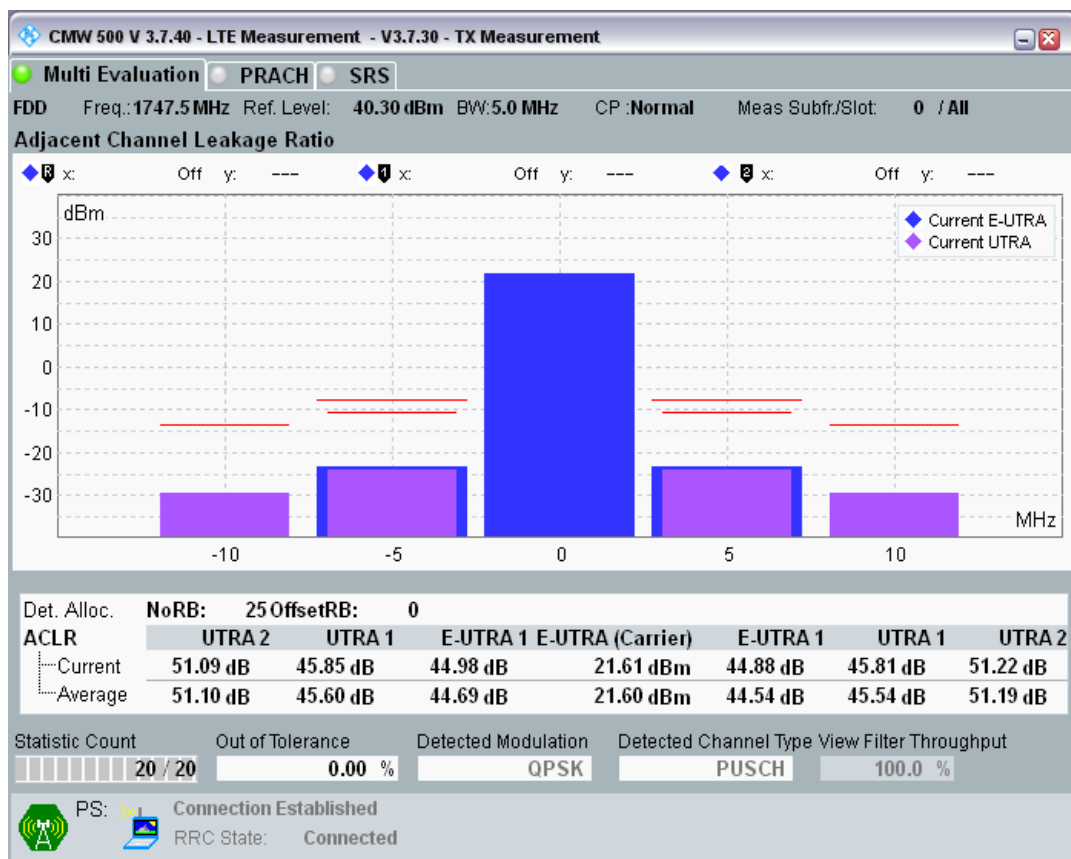 CMW 500 V 3.7.40 - LTE Measurement - V3.7.30 - TX Measurement
Multi Evaluation PRACH SRS
FDD Freq.: 1747.5 MHz Ref. Level: 40.30 dBm BW: 5.0 MHz CP : Normal Meas Subfr./Slot: 0 / All
Adjacent Channel Leakage Ratio
R x: Off y: --- 1 x: Off y: --- 2 x: Off y: ---
dBm
Current E-UTRA
Current UTRA
30
20
10
0
-10
-20
-30
MHz
-10 -5 0 5 10
Det. Alloc. NoRB: 25 OffsetRB: 0
ACLR UTRA 2 UTRA 1 E-UTRA 1 E-UTRA (Carrier) E-UTRA 1 UTRA 1 UTRA 2
Current 51.09 dB 45.85 dB 44.98 dB 21.61 dBm 44.88 dB 45.81 dB 51.22 dB
Average 51.10 dB 45.60 dB 44.69 dB 21.60 dBm 44.54 dB 45.54 dB 51.19 dB
Statistic Count Out of Tolerance Detected Modulation Detected Channel Type View Filter Throughput
20 / 20 0.00 % QPSK PUSCH 100.0 %
PS: Connection Established
RRC State: Connected